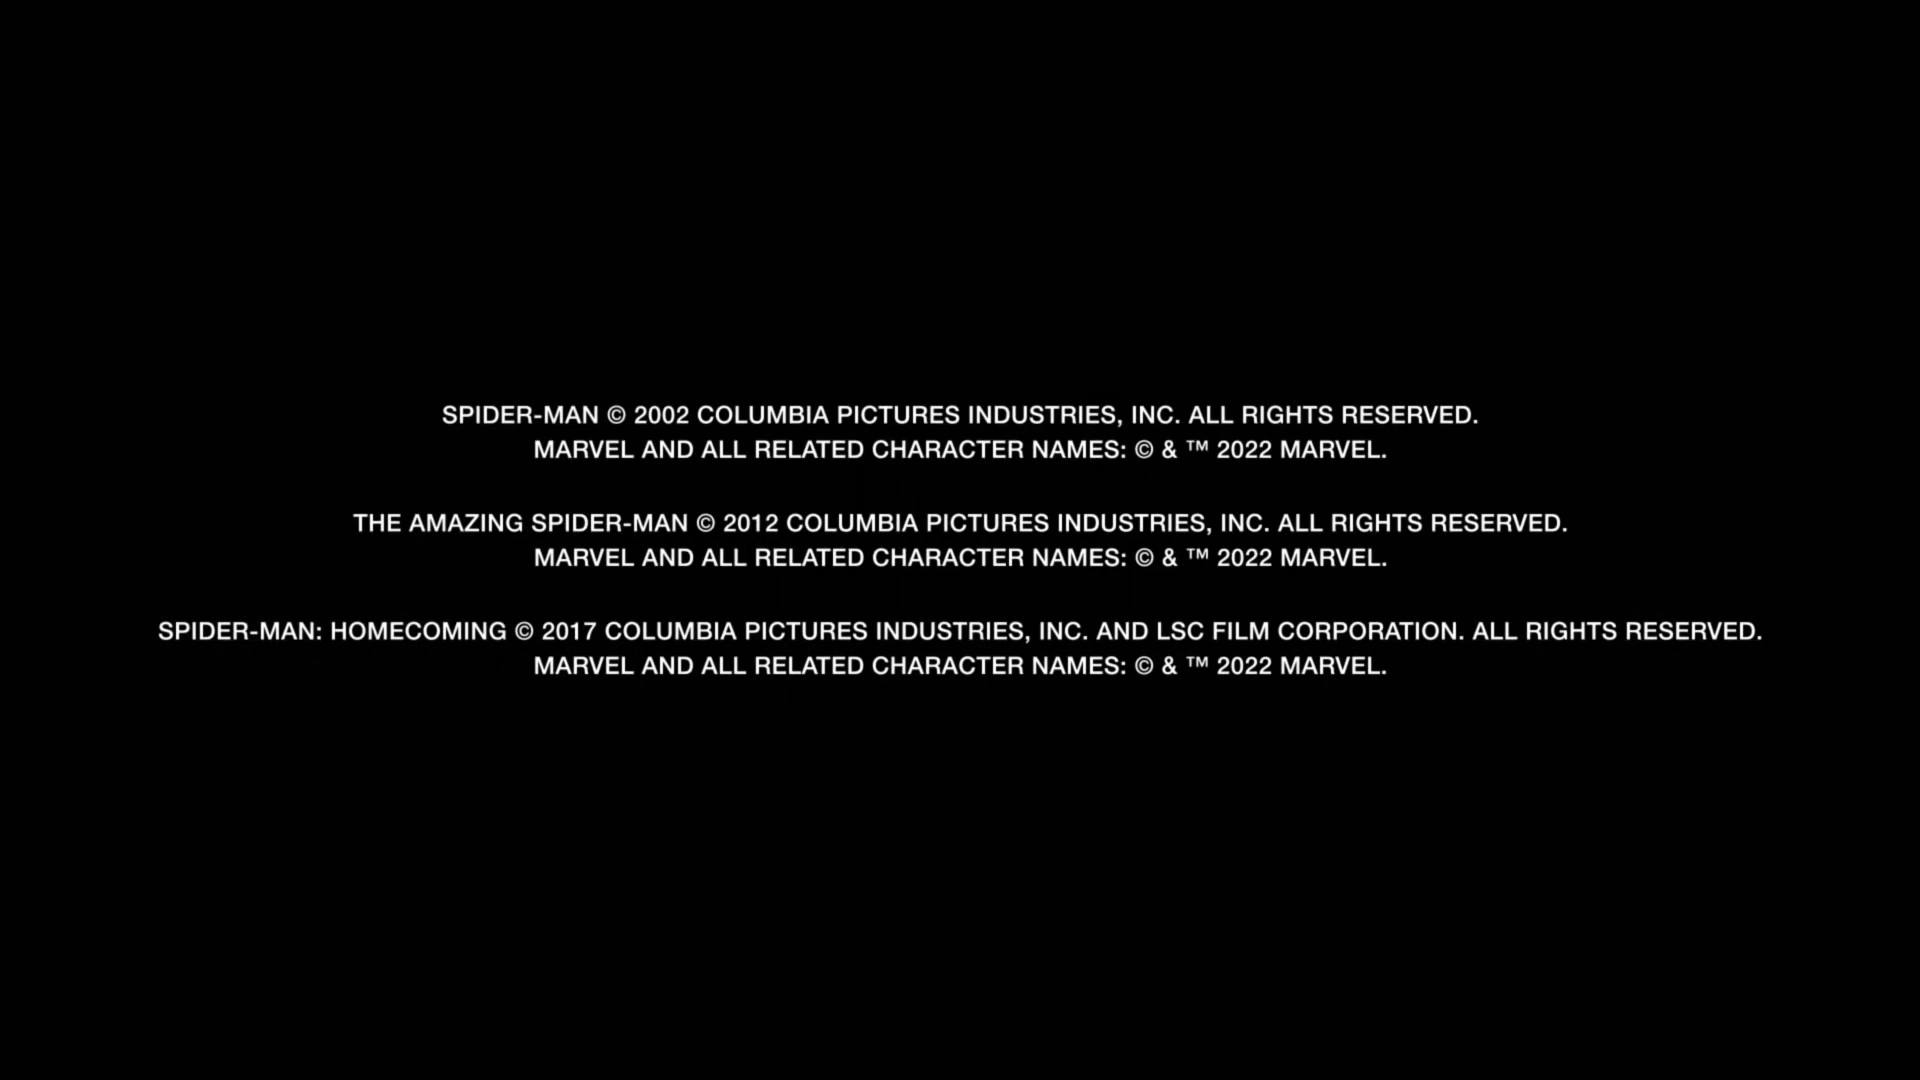 SPIDER-MAN © 2002 COLUMBIA PICTURES INDUSTRIES, INC. ALL RIGHTS RESERVED.
MARVEL AND ALL RELATED CHARACTER NAMES: © & ™ 2022 MARVEL.
THE AMAZING SPIDER-MAN © 2012 COLUMBIA PICTURES INDUSTRIES, INC. ALL RIGHTS RESERVED.
MARVEL AND ALL RELATED CHARACTER NAMES: © & ™ 2022 MARVEL.
SPIDER-MAN: HOMECOMING © 2017 COLUMBIA PICTURES INDUSTRIES, INC. AND LSC FILM CORPORATION. ALL RIGHTS RESERVED.
MARVEL AND ALL RELATED CHARACTER NAMES: © & ™ 2022 MARVEL.